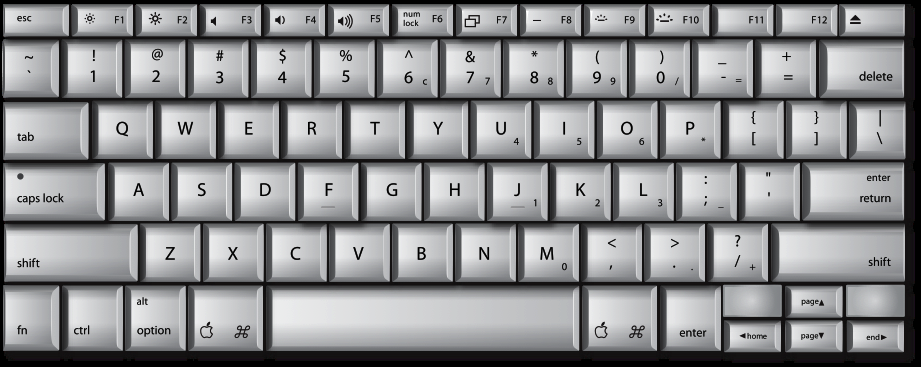 esc F1 F2 F3 F4 F5 num lock F6 F7 F8 F9 F10 F11 F12
~ ! @ # $ % ^ & * ( ) _ +
` 1 2 3 4 5 6 c 7 7 8 8 9 9 0 / - = = delete
tab Q W E R T Y U 4 I 5 O 6 P * { [ } ] | \
caps lock A S D F _ G H J _ 1 K 2 L 3 : ; _ " ' enter return
shift Z X C V B N M 0 < , > . . ? / + shift
fn ctrl alt option ⌘ ⌘ enter page▲
◀home page▼ end▶